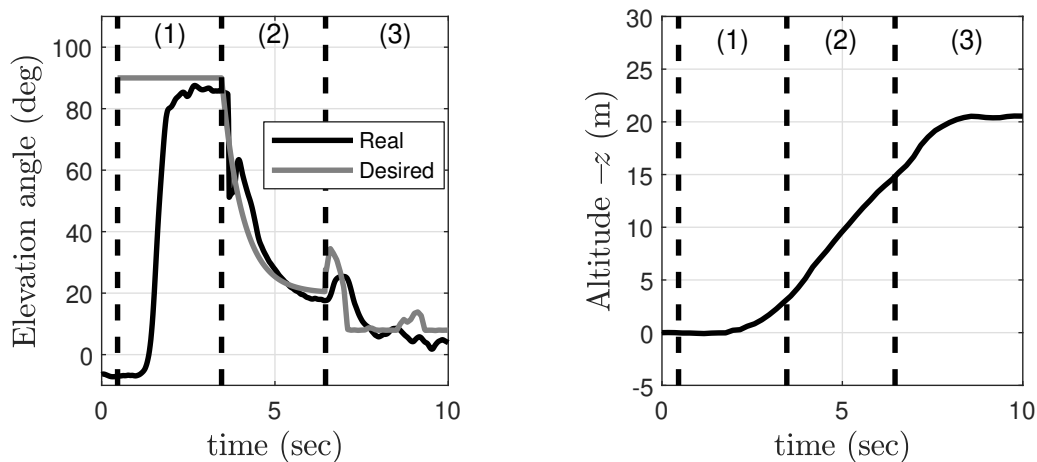 (1) (2) (3)
100
80
60
40
20
0
Elevation angle (deg)
Real
Desired
0 5 10
time (sec)
(1) (2) (3)
30
25
20
15
10
5
0
-5
Altitude −z (m)
0 5 10
time (sec)